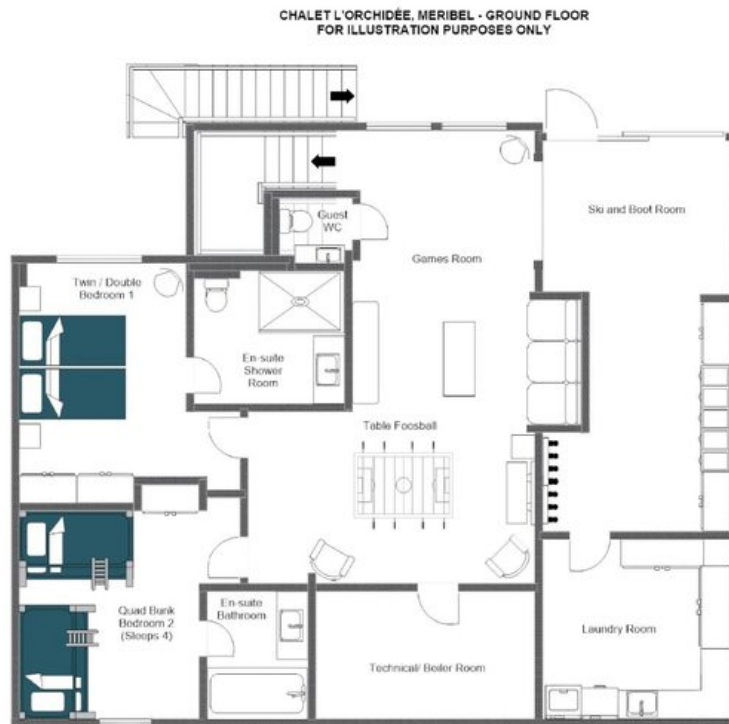 CHALET L'ORCHIDÉE, MERIBEL - GROUND FLOOR
FOR ILLUSTRATION PURPOSES ONLY
Guest
WC
Ski and Boot Room
Games Room
Twin / Double
Bedroom 1
En-suite
Shower
Room
Table Foosball
Quad Bunk
Bedroom 2
(Sleeps 4)
En-suite
Bathroom
Technical/ Boiler Room
Laundry Room